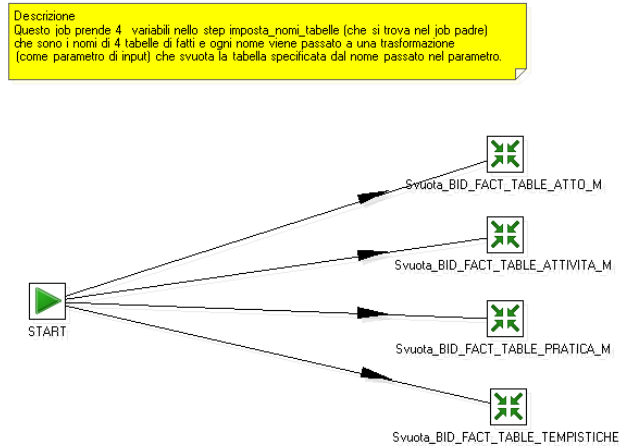 Descrizione
Questo job prende 4 variabili nello step imposta_nomi_tabelle (che si trova nel job padre)
che sono i nomi di 4 tabelle di fatti e ogni nome viene passato a una trasformazione
(come parametro di input) che svuota la tabella specificata dal nome passato nel parametro.
Svuota_BID_FACT_TABLE_ATTO_M
Svuota_BID_FACT_TABLE_ATTIVITA_M
START
Svuota_BID_FACT_TABLE_PRATICA_M
Svuota_BID_FACT_TABLE_TEMPISTICHE